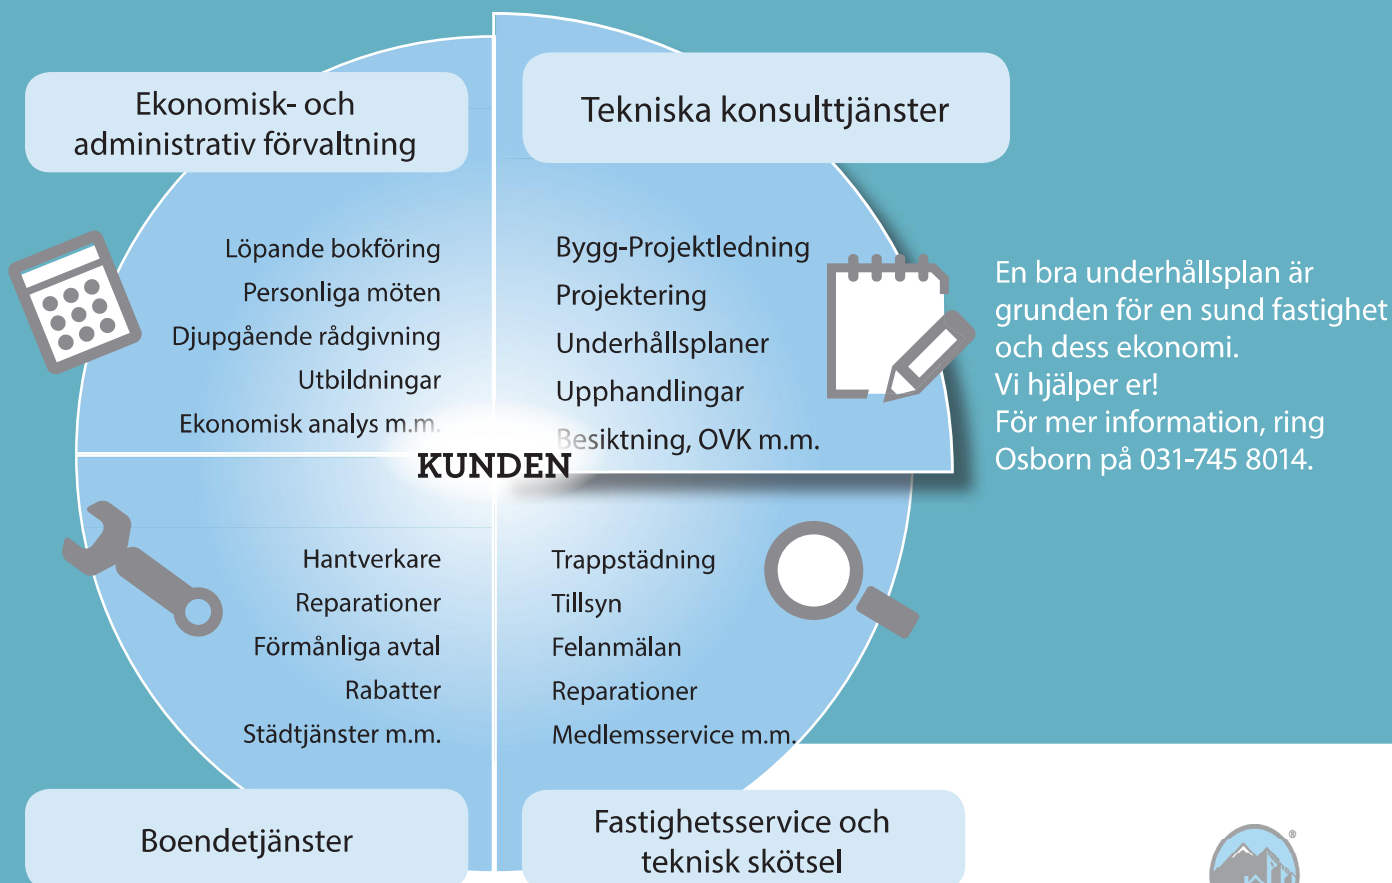 Ekonomisk- och
administrativ förvaltning
Löpande bokföring
Personliga möten
Djupgående rådgivning
Utbildningar
Ekonomisk analys m.m.
Tekniska konsulttjänster
Bygg-Projektledning
Projektering
Underhållsplaner
Upphandlingar
Besiktning, OVK m.m.
En bra underhållsplan är
grunden för en sund fastighet
och dess ekonomi.
Vi hjälper er!
För mer information, ring
Osborn på 031-745 8014.
KUNDEN
Hantverkare
Reparationer
Förmånliga avtal
Rabatter
Städtjänster m.m.
Boendetjänster
Trappstädning
Tillsyn
Felanmälan
Reparationer
Medlemsservice m.m.
Fastighetsservice och
teknisk skötsel
®